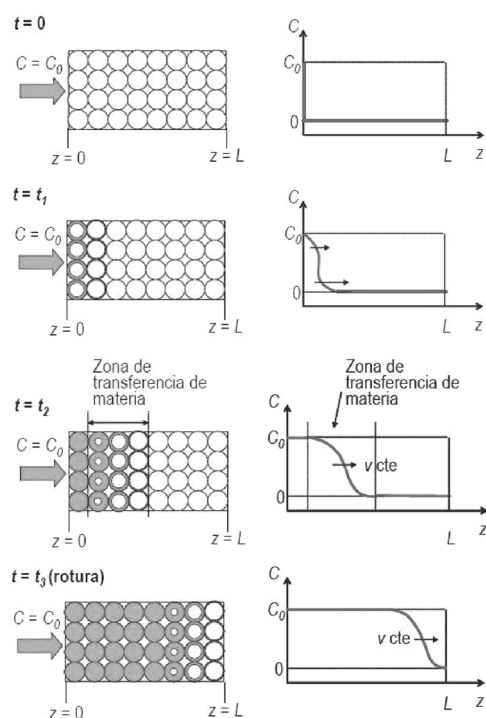 t = 0
C = C₀
z = 0
z = L
C
C₀
0
L
z
t = t₁
C = C₀
z = 0
z = L
C
C₀
0
L
z
Zona de
transferencia de
materia
t = t₂
C = C₀
z = 0
z = L
Zona de
transferencia de
materia
C
C₀
v cte
0
L
z
t = t₃ (rotura)
C = C₀
z = 0
z = L
C
C₀
v cte
0
L
z